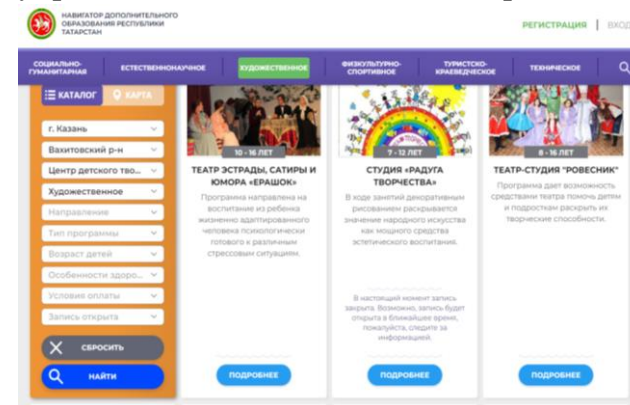 НАВИГАТОР ДОПОЛНИТЕЛЬНОГО
ОБРАЗОВАНИЯ РЕСПУБЛИКИ
ТАТАРСТАН
РЕГИСТРАЦИЯ | ВХОД
СОЦИАЛЬНО-
ГУМАНИТАРНАЯ
ЕСТЕСТВЕННОНАУЧНОЕ
ХУДОЖЕСТВЕННОЕ
ФИЗКУЛЬТУРНО-
СПОРТИВНОЕ
ТУРИСТСКО-
КРАЕВЕДЧЕСКОЕ
ТЕХНИЧЕСКОЕ
КАТАЛОГ
КАРТА
г. Казань
Вахитовский р-н
Центр детского тво...
Художественное
Направление
Тип программы
Возраст детей
Особенности здоро...
Условия оплаты
Запись открыта
СБРОСИТЬ
НАЙТИ
10 - 16 ЛЕТ
ТЕАТР ЭСТРАДЫ, САТИРЫ И
ЮМОРА «ЕРАШОК»
Программа направлена на
воспитание из ребенка
жизненно адаптированного
человека психологически
готового к различным
стрессовым ситуациям.
ПОДРОБНЕЕ
7 - 12 ЛЕТ
СТУДИЯ «РАДУГА
ТВОРЧЕСТВА»
В ходе занятий декоративным
рисованием раскрывается
значение народного искусства
как мощного средства
эстетического воспитания.
В настоящий момент запись
закрыта. Возможно, запись будет
открыта в ближайшее время,
пожалуйста, следите за
информацией.
ПОДРОБНЕЕ
8 - 16 ЛЕТ
ТЕАТР-СТУДИЯ "РОВЕСНИК"
Программа дает возможность
средствами театра помочь детям
и подросткам раскрыть их
творческие способности.
ПОДРОБНЕЕ